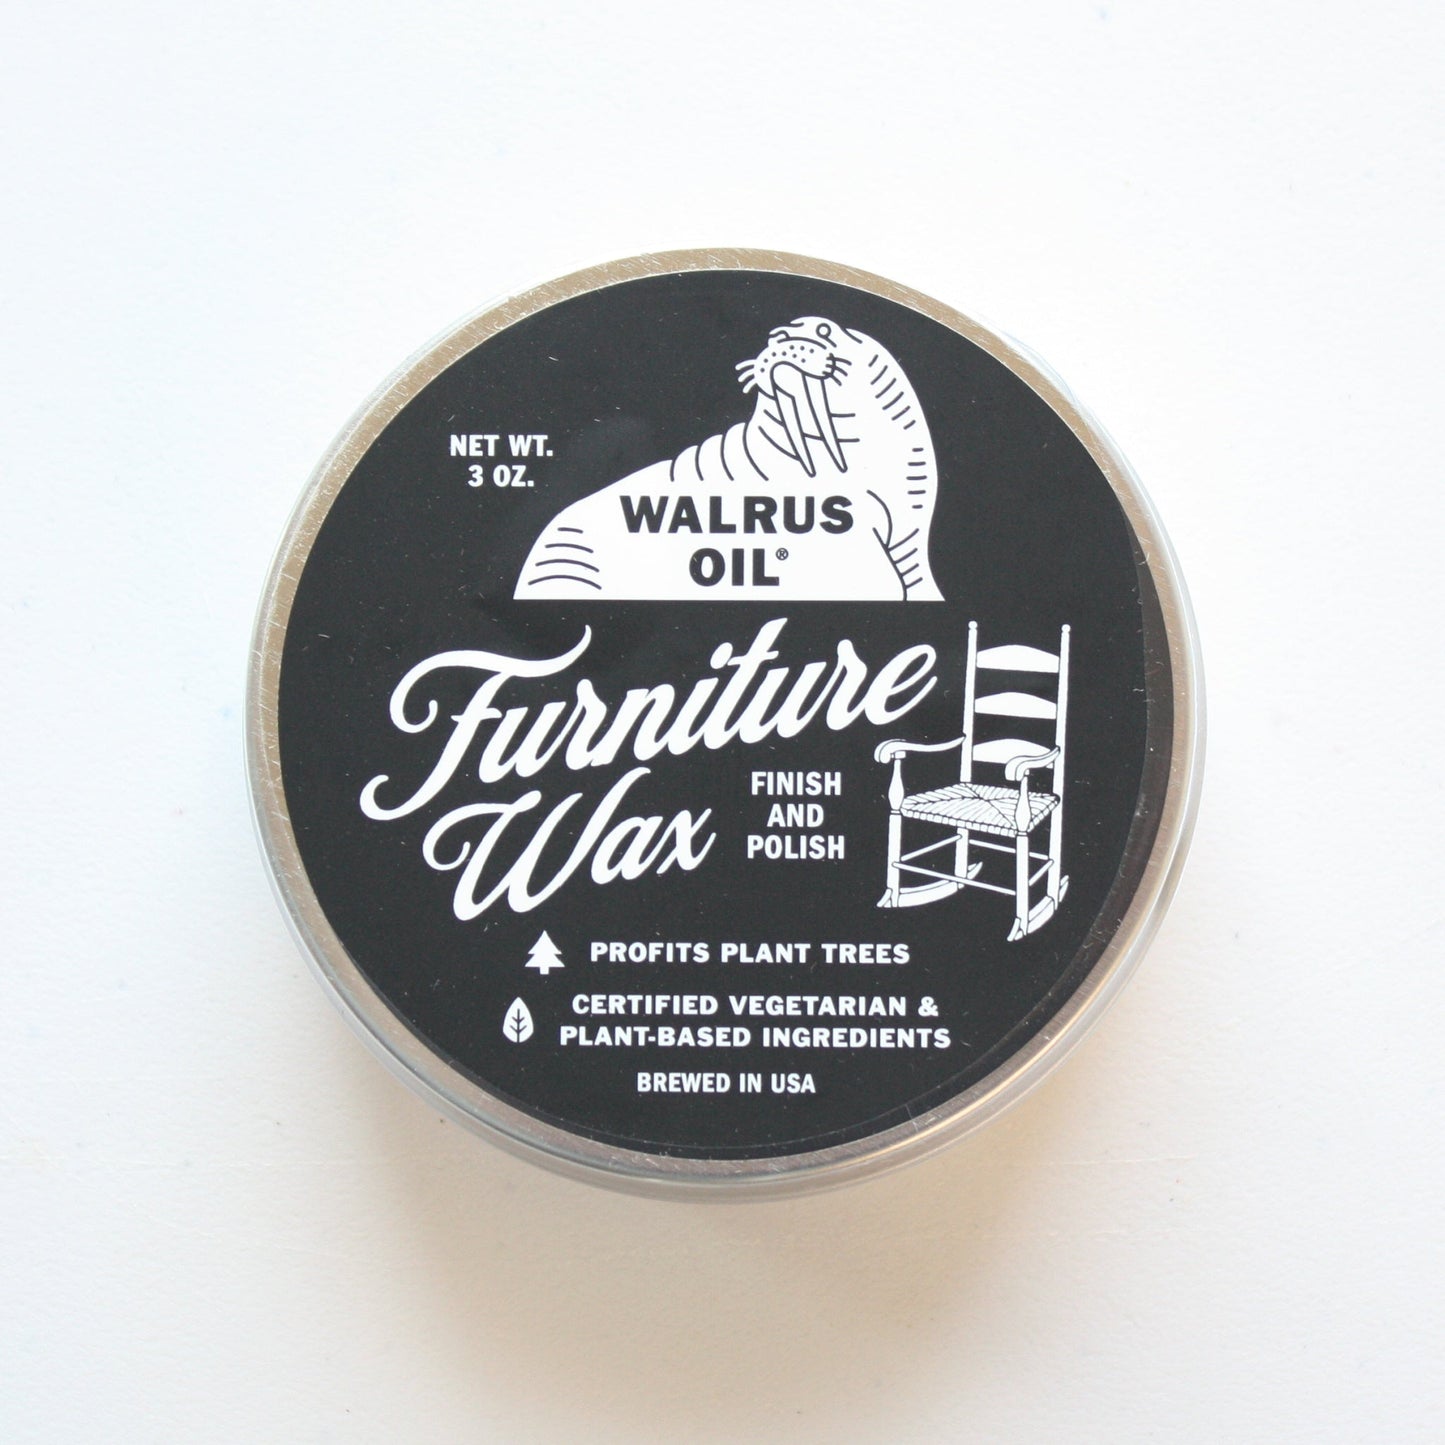 NET WT.
3 OZ.
WALRUS
OIL®
Furniture
Wax
FINISH
AND
POLISH
PROFITS PLANT TREES
CERTIFIED VEGETARIAN &
PLANT-BASED INGREDIENTS
BREWED IN USA